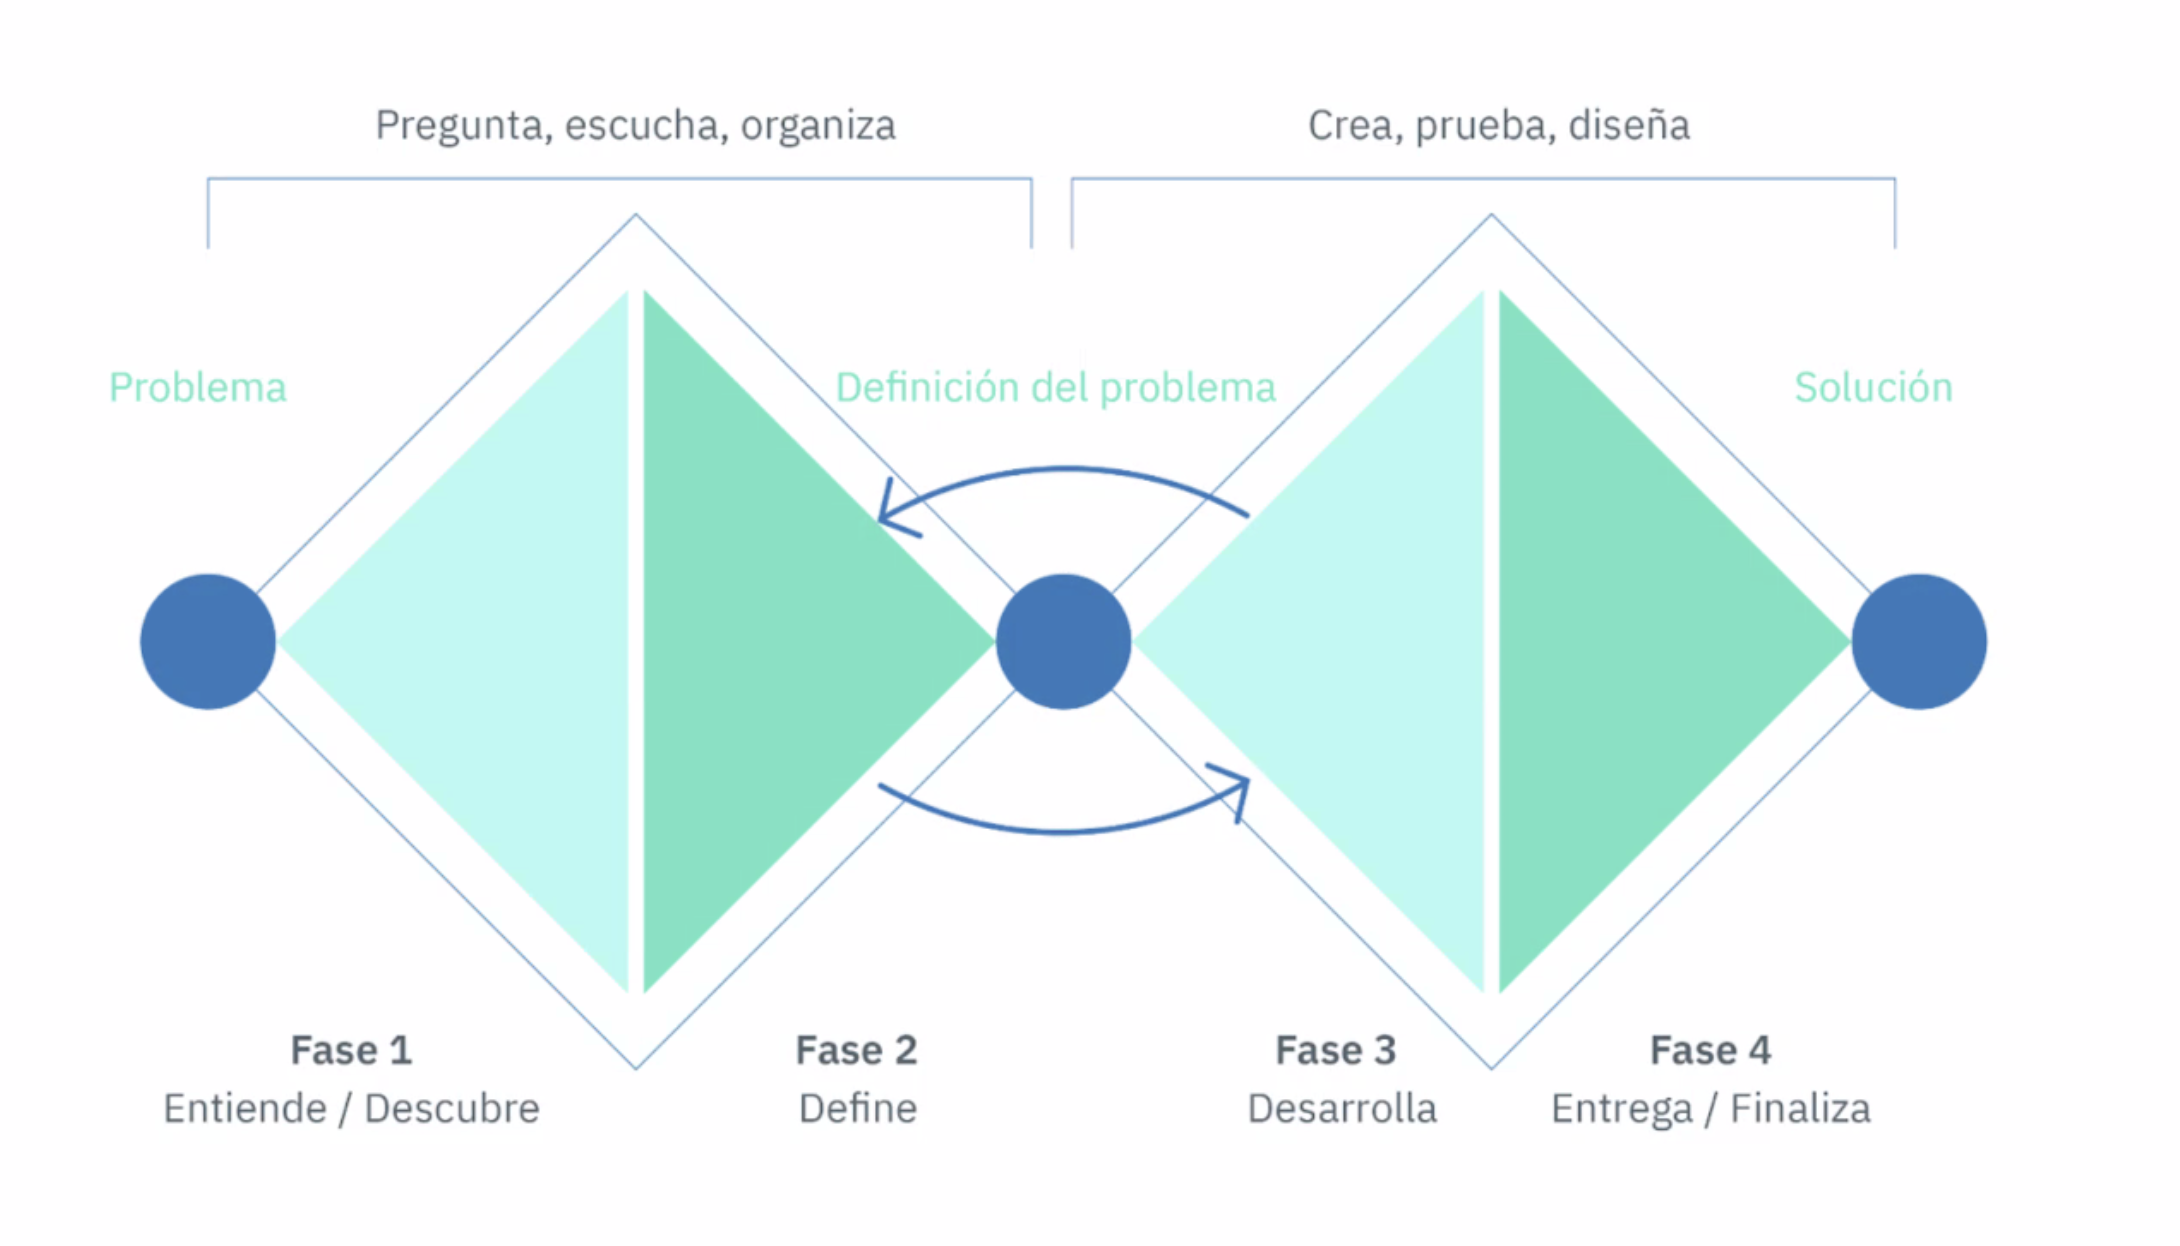 Pregunta, escucha, organiza
Crea, prueba, diseña
Problema
Definición del problema
Solución
Fase 1
Entiende / Descubre
Fase 2
Define
Fase 3
Desarrolla
Fase 4
Entrega / Finaliza